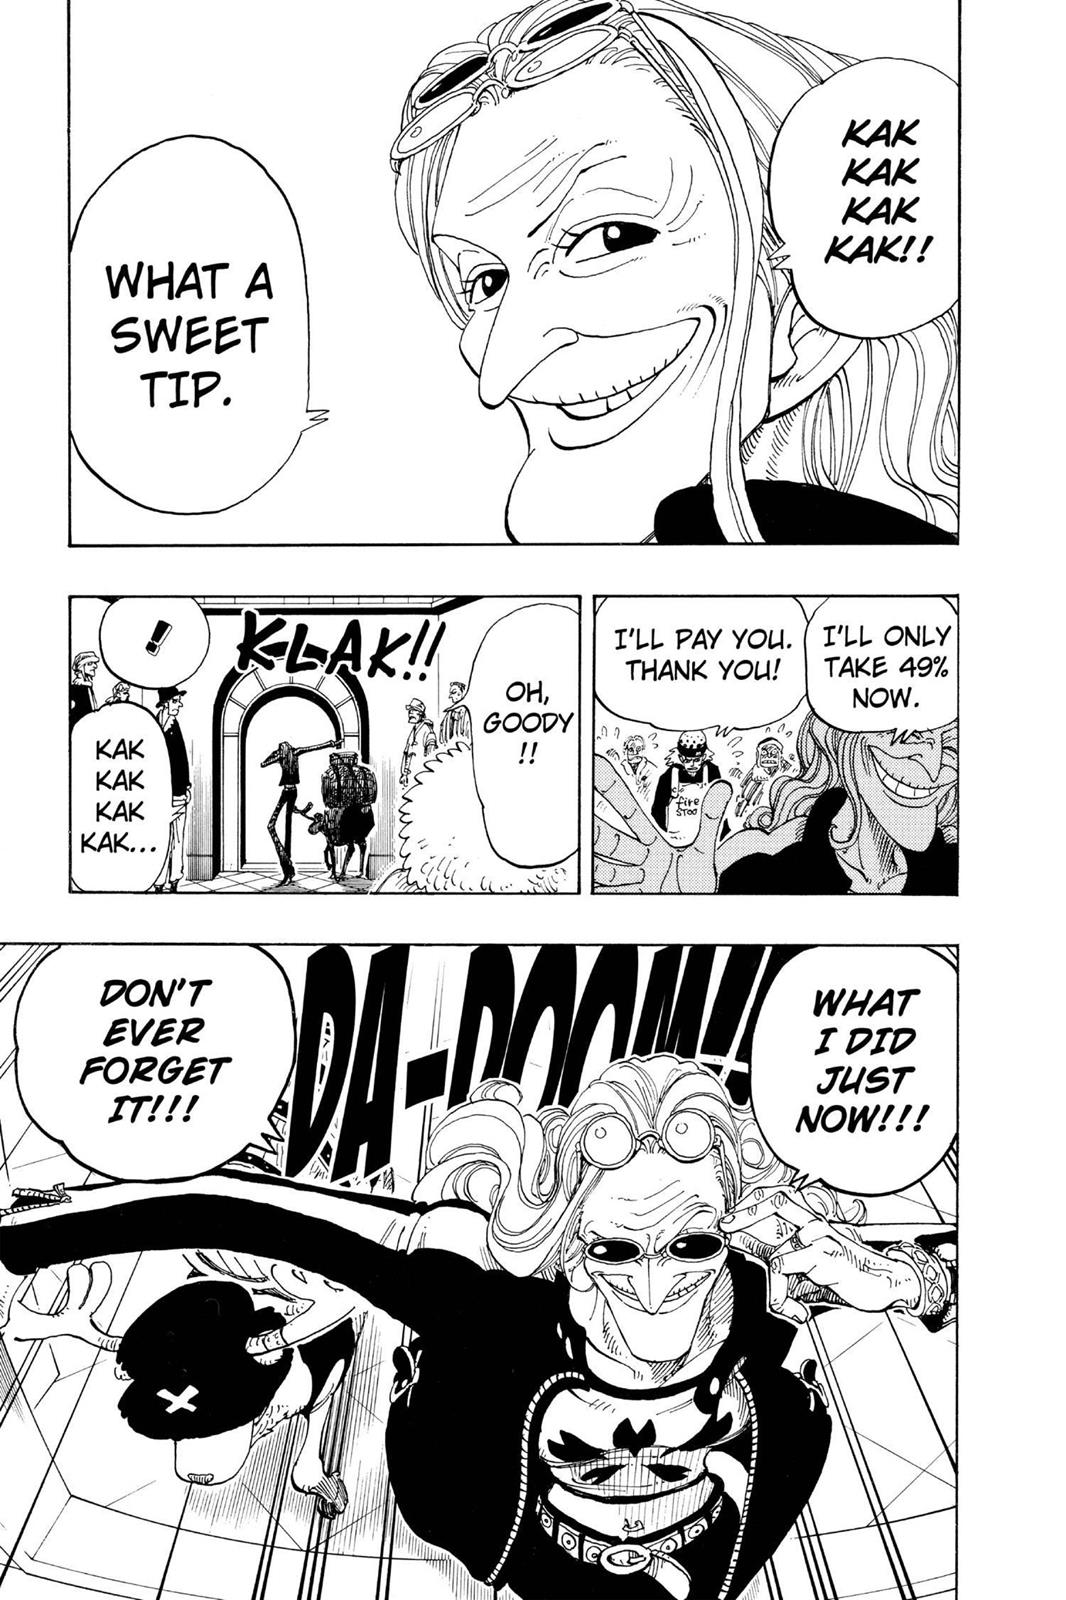 KAK
KAK
KAK
KAK!!
WHAT A
SWEET
TIP.
I'LL ONLY
TAKE 49%
NOW.
I'LL PAY YOU.
THANK YOU!
fire
OH,
GOODY
!!
KLAK!!
!
KAK
KAK
KAK
KAK...
WHAT
I DID
JUST
NOW!!!
DA-DOOM!!
DON'T
EVER
FORGET
IT!!!